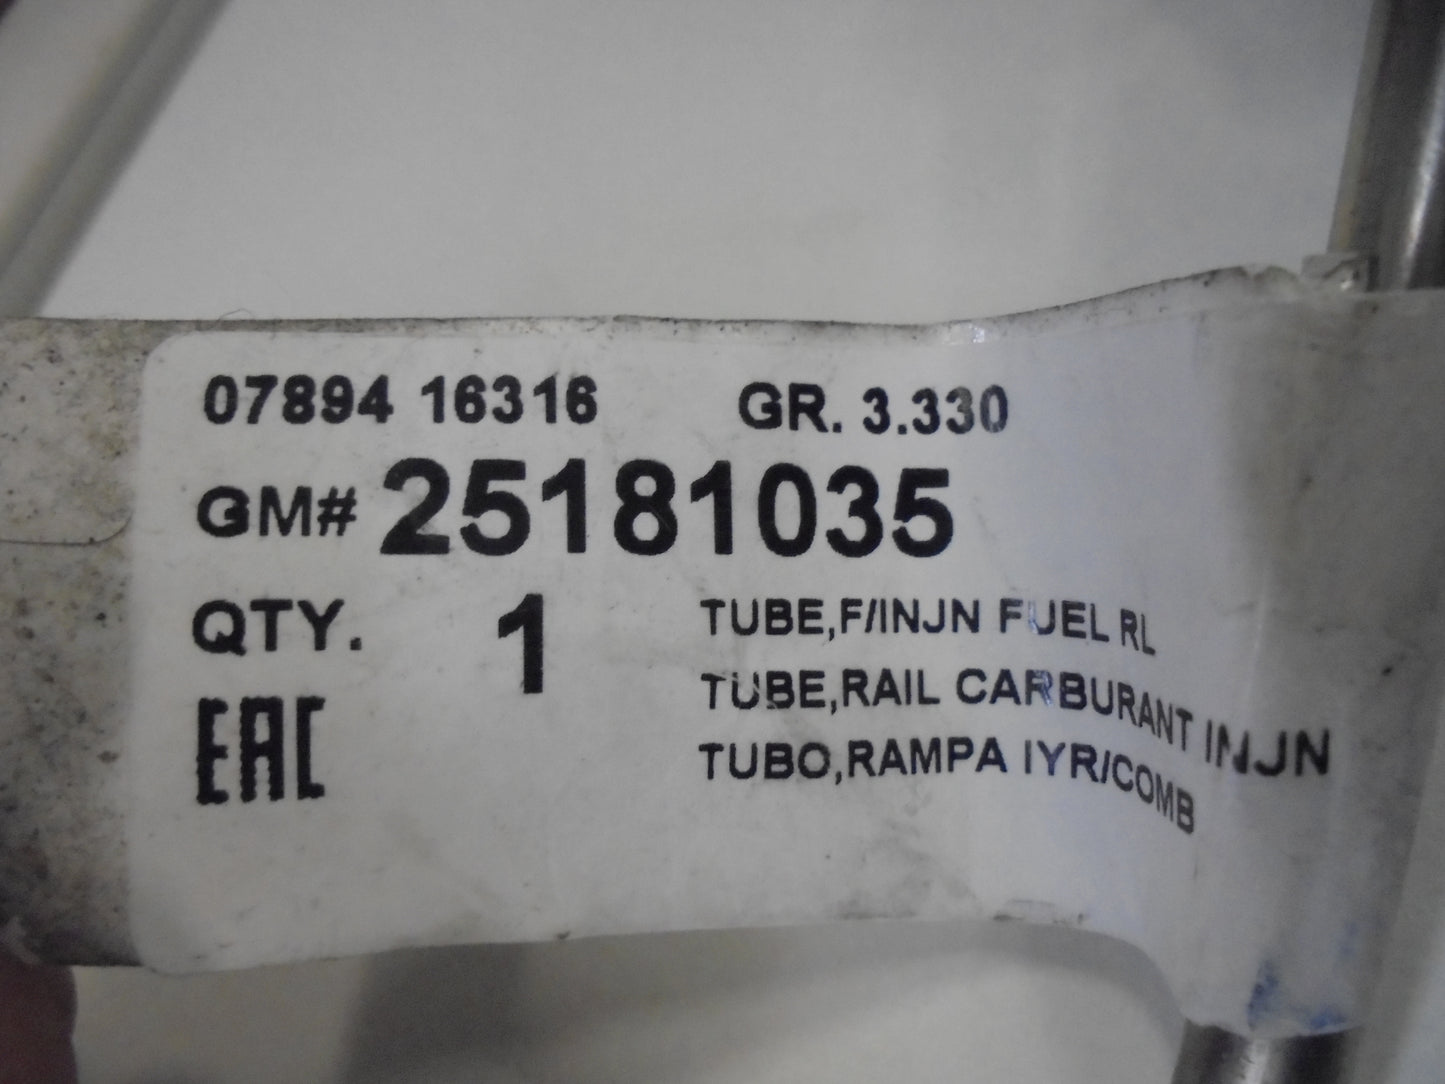 07894 16316 GR. 3.330
GM# 25181035
QTY. 1
TUBE,F/INJN FUEL RL
TUBE,RAIL CARBURANT INJN
TUBO,RAMPA IYR/COMB
EAC